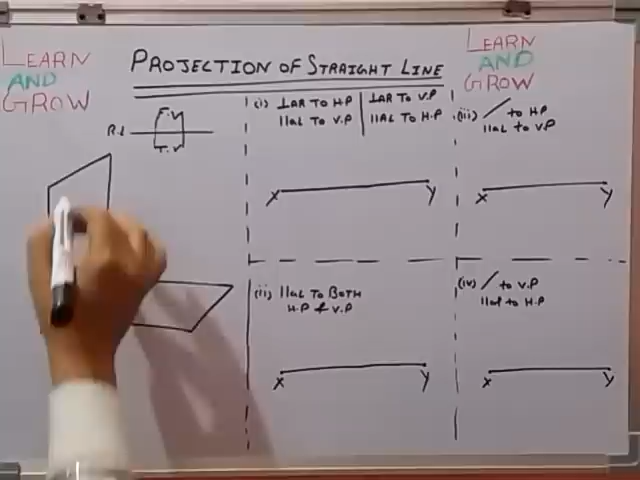 LEARN
AND
GROW
PROJECTION OF STRAIGHT LINE
LEARN
AND
GROW
F.V
R.L
T.V
(i) ⊥AR TO H.P
llaL TO V.P
⊥AR TO V.P
llaL TO H.P
X Y
(iii) / to H.P
llaL to V.P
X Y
(ii) llaL TO BOTH
H.P & V.P
X Y
(iv) / to V.P
llal to H.P
X Y